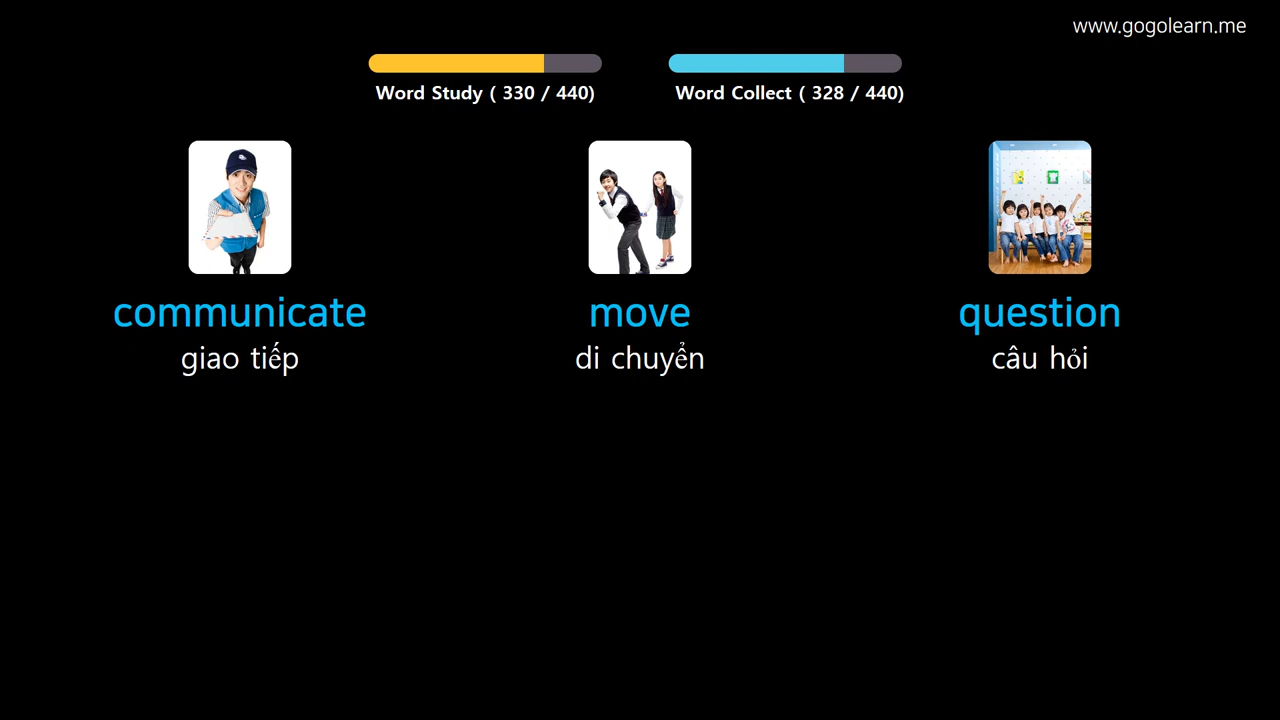 www.gogolearn.me
Word Study ( 330 / 440)
Word Collect ( 328 / 440)
communicate
giao tiếp
move
di chuyển
question
câu hỏi